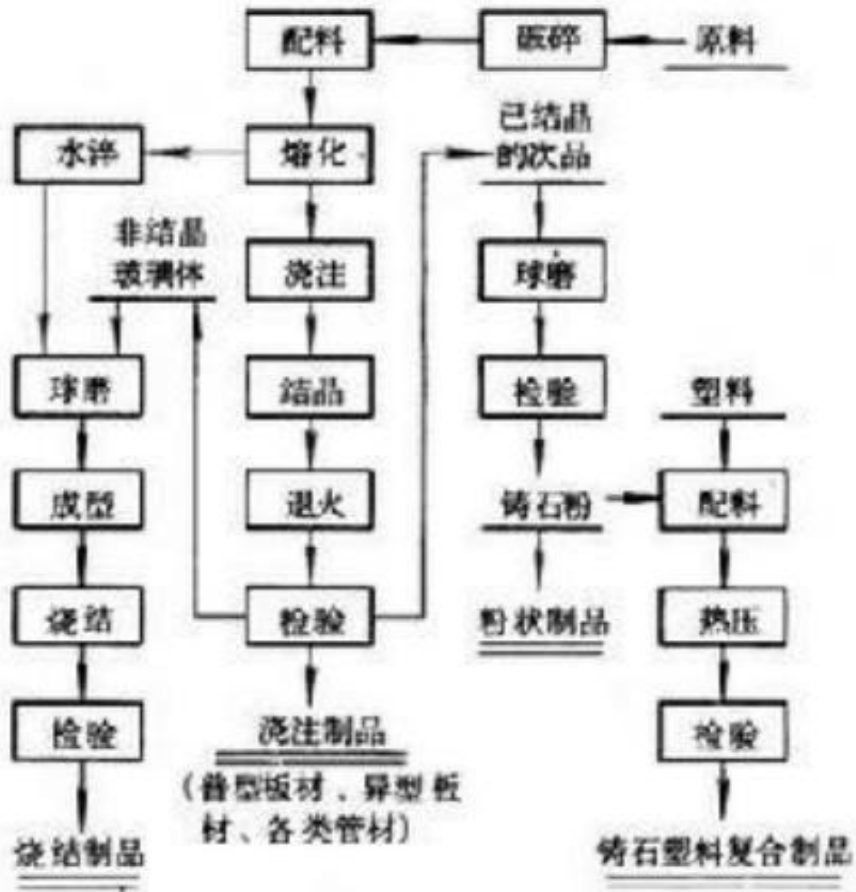 配料
破碎
原料
水淬
熔化
已结晶
的次品
非结晶
玻璃体
浇注
球磨
球磨
结晶
检验
塑料
成型
退火
铸石粉
配料
烧结
检验
粉状制品
热压
检验
浇注制品
(普型板材、异型板
材、各类管材)
检验
烧结制品
铸石塑料复合制品